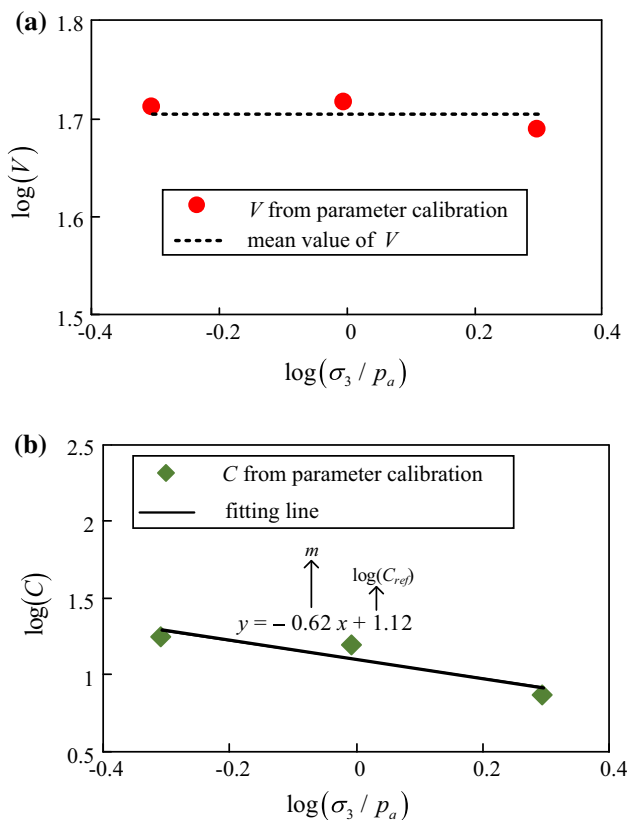 (a)
1.8
1.7
1.6
1.5
log(V)
V from parameter calibration
mean value of V
-0.4
-0.2
0
0.2
0.4
log(σ₃ / pₐ)
(b)
2.5
2
1.5
1
0.5
log(C)
C from parameter calibration
fitting line
m
log(C_ref)
y = − 0.62 x + 1.12
-0.4
-0.2
0
0.2
0.4
log(σ₃ / pₐ)